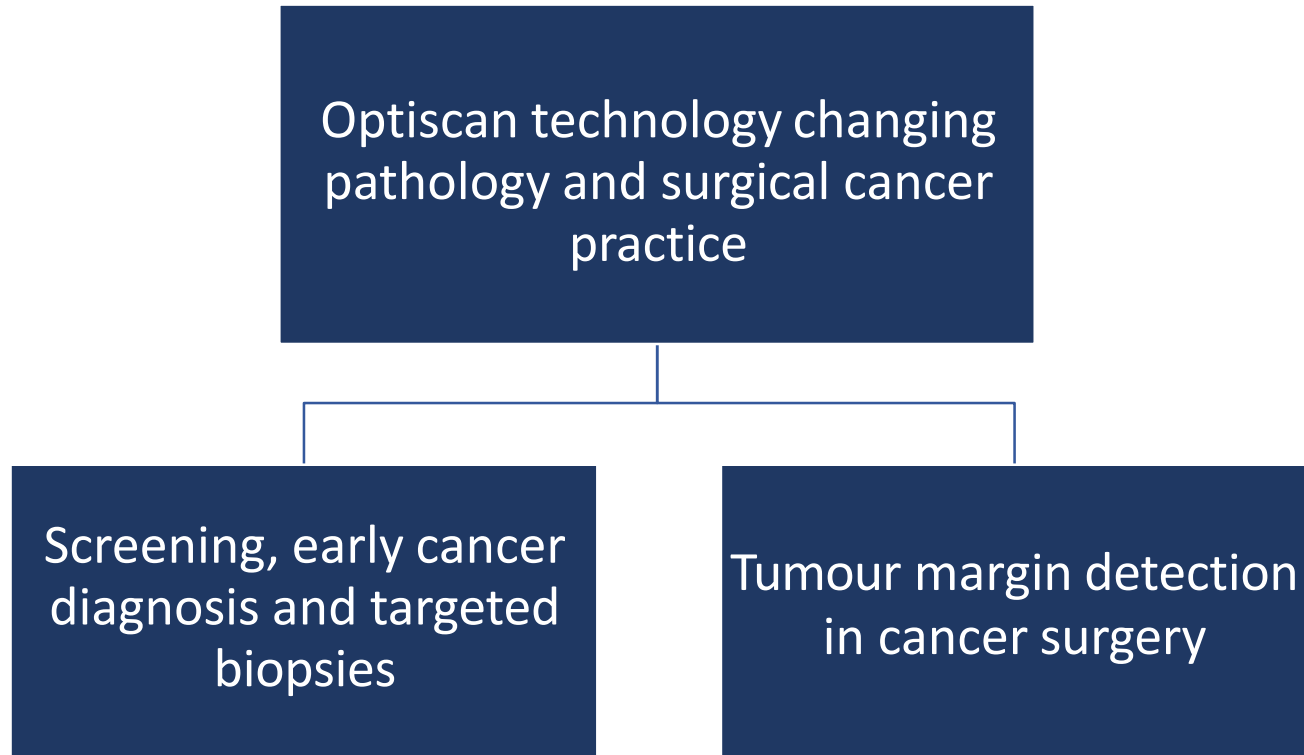 Optiscan technology changing
pathology and surgical cancer
practice
Screening, early cancer
diagnosis and targeted
biopsies
Tumour margin detection
in cancer surgery